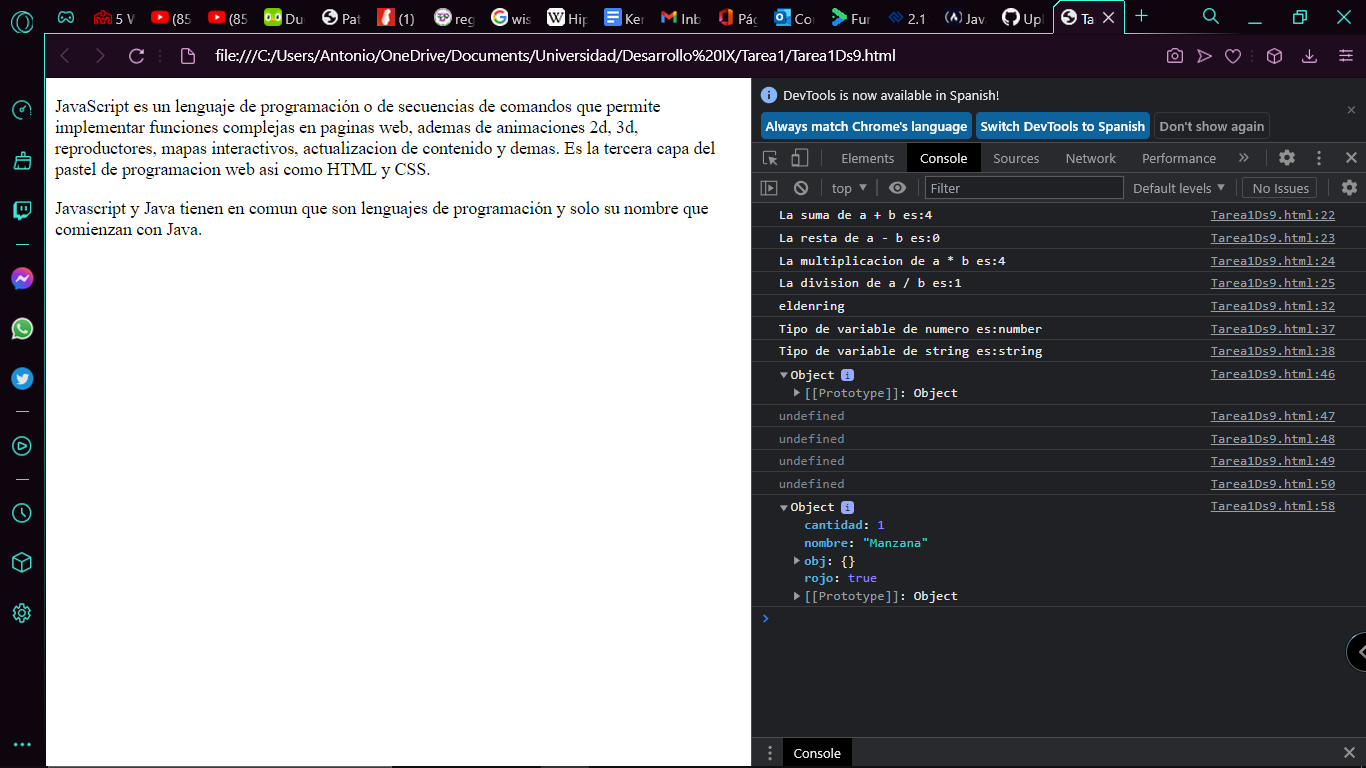 5 W
(85
(85
Du
Pat
(1)
reg
wis
Hip
Ke
Inb
Pág
Co
Fur
2.1
Jav
Upl
Ta
file:///C:/Users/Antonio/OneDrive/Documents/Universidad/Desarrollo%20IX/Tarea1/Tarea1Ds9.html
JavaScript es un lenguaje de programación o de secuencias de comandos que permite
implementar funciones complejas en paginas web, ademas de animaciones 2d, 3d,
reproductores, mapas interactivos, actualizacion de contenido y demas. Es la tercera capa del
pastel de programacion web asi como HTML y CSS.
Javascript y Java tienen en comun que son lenguajes de programación y solo su nombre que
comienzan con Java.
DevTools is now available in Spanish!
Always match Chrome's language Switch DevTools to Spanish Don't show again
Elements Console Sources Network Performance
top Filter Default levels No Issues
La suma de a + b es:4 Tarea1Ds9.html:22
La resta de a - b es:0 Tarea1Ds9.html:23
La multiplicacion de a * b es:4 Tarea1Ds9.html:24
La division de a / b es:1 Tarea1Ds9.html:25
eldenring Tarea1Ds9.html:32
Tipo de variable de numero es:number Tarea1Ds9.html:37
Tipo de variable de string es:string Tarea1Ds9.html:38
Object i Tarea1Ds9.html:46
[[Prototype]]: Object
undefined Tarea1Ds9.html:47
undefined Tarea1Ds9.html:48
undefined Tarea1Ds9.html:49
undefined Tarea1Ds9.html:50
Object i Tarea1Ds9.html:58
cantidad: 1
nombre: "Manzana"
obj: {}
rojo: true
[[Prototype]]: Object
Console